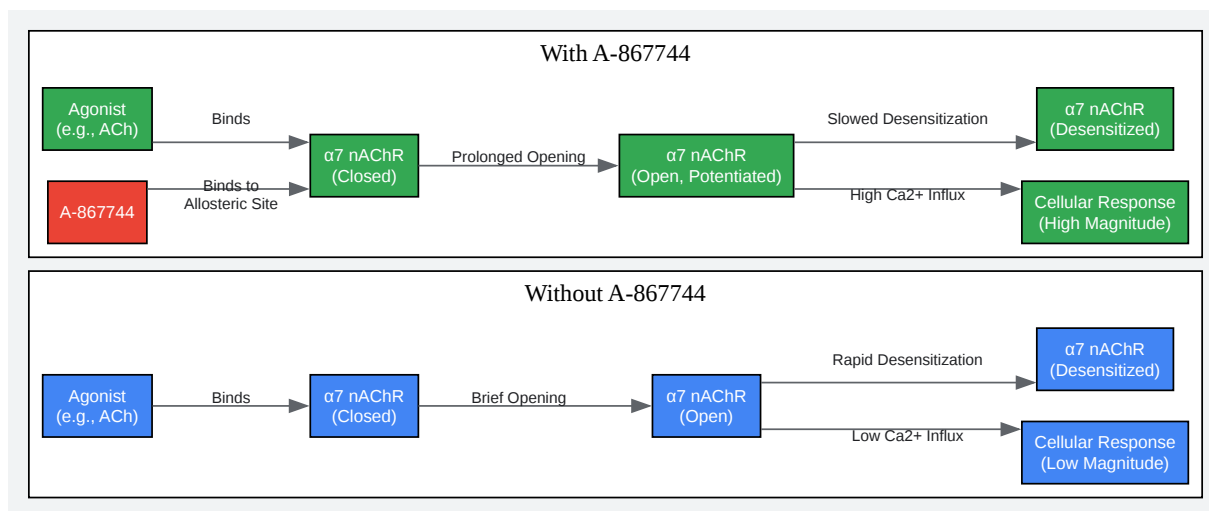 With A-867744
Agonist
(e.g., ACh)
Binds
A-867744
Binds to
Allosteric Site
α7 nAChR
(Closed)
Prolonged Opening
α7 nAChR
(Open, Potentiated)
Slowed Desensitization
α7 nAChR
(Desensitized)
High Ca2+ Influx
Cellular Response
(High Magnitude)
Without A-867744
Agonist
(e.g., ACh)
Binds
α7 nAChR
(Closed)
Brief Opening
α7 nAChR
(Open)
Rapid Desensitization
α7 nAChR
(Desensitized)
Low Ca2+ Influx
Cellular Response
(Low Magnitude)